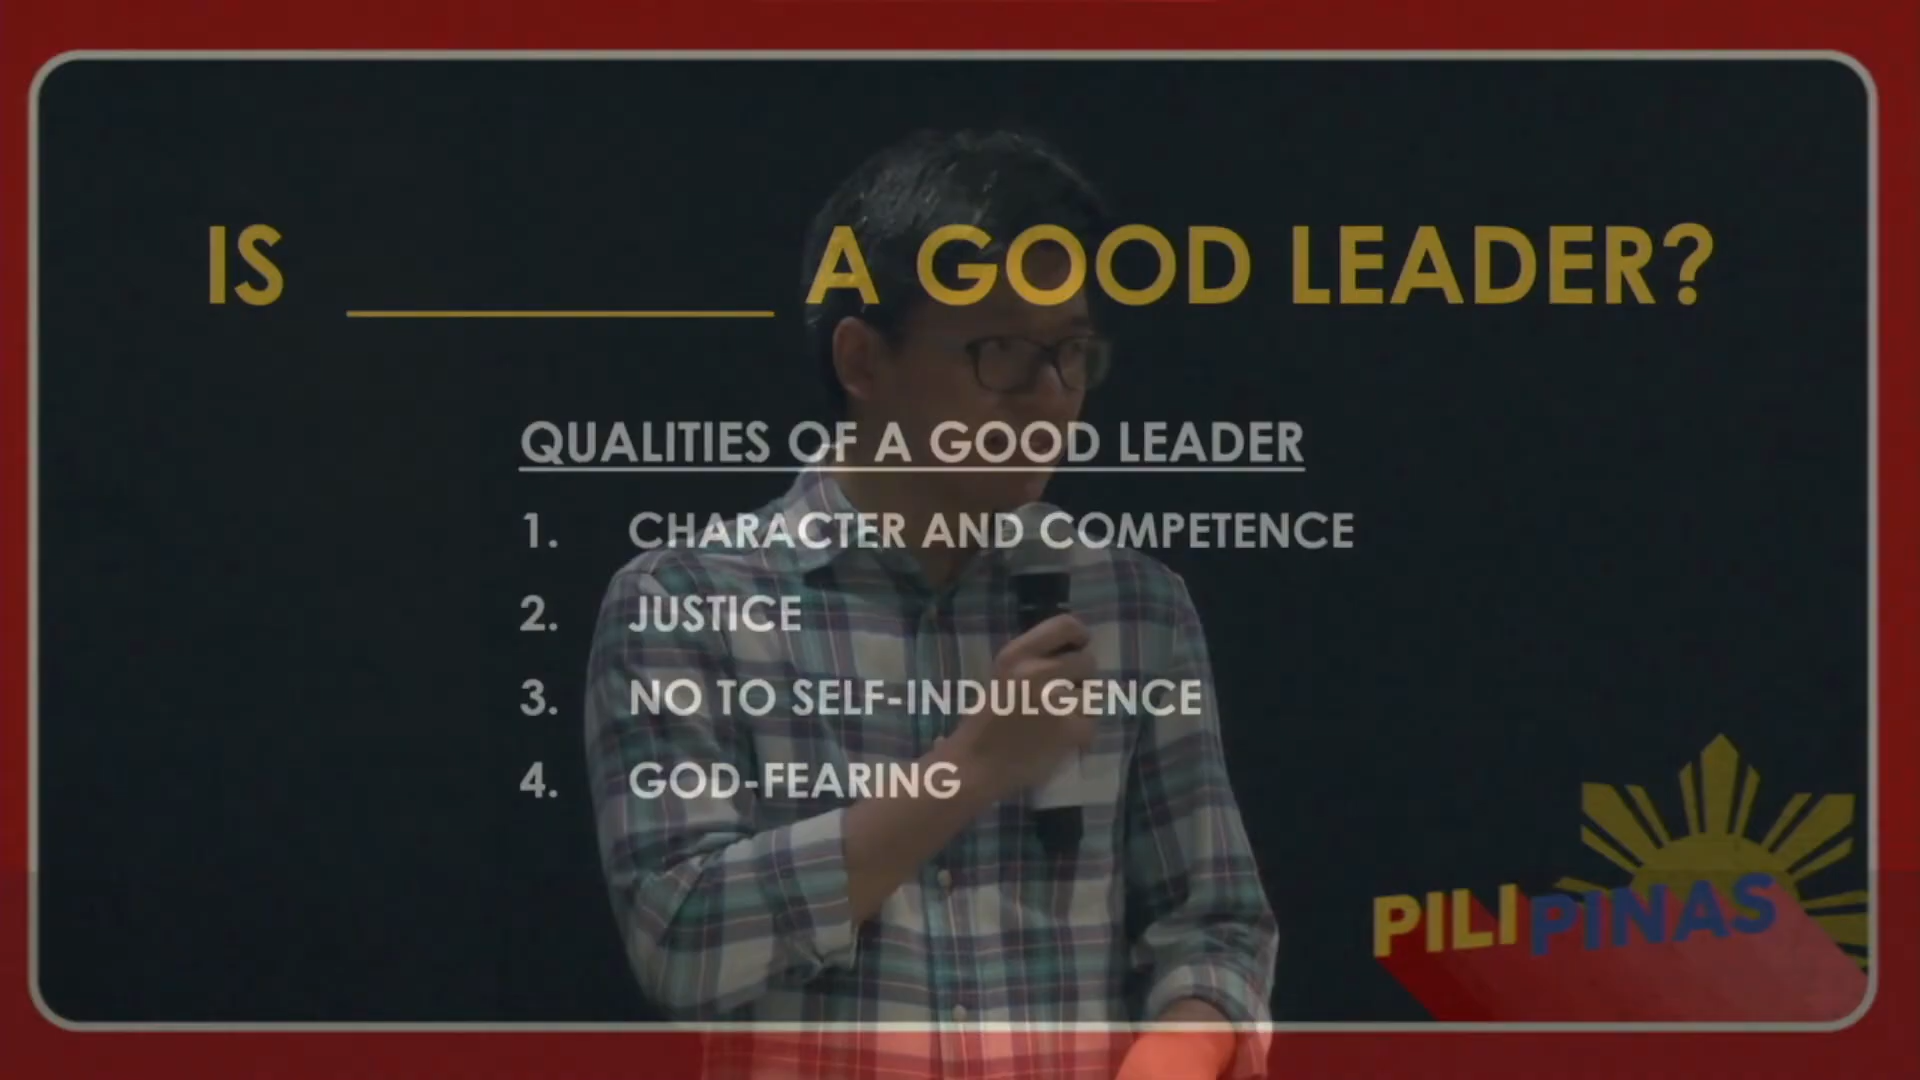 IS __________ A GOOD LEADER?
QUALITIES OF A GOOD LEADER
1. CHARACTER AND COMPETENCE
2. JUSTICE
3. NO TO SELF-INDULGENCE
4. GOD-FEARING
PILIPINAS